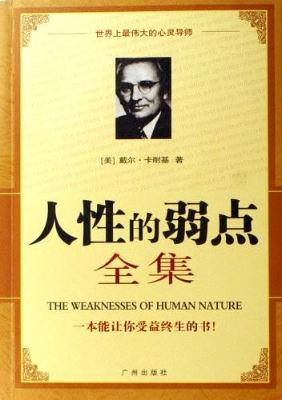 世界上最伟大的心灵导师
[美] 戴尔·卡耐基 著
人性的弱点
全集
THE WEAKNESSES OF HUMAN NATURE
一本能让你受益终生的书!
广州出版社